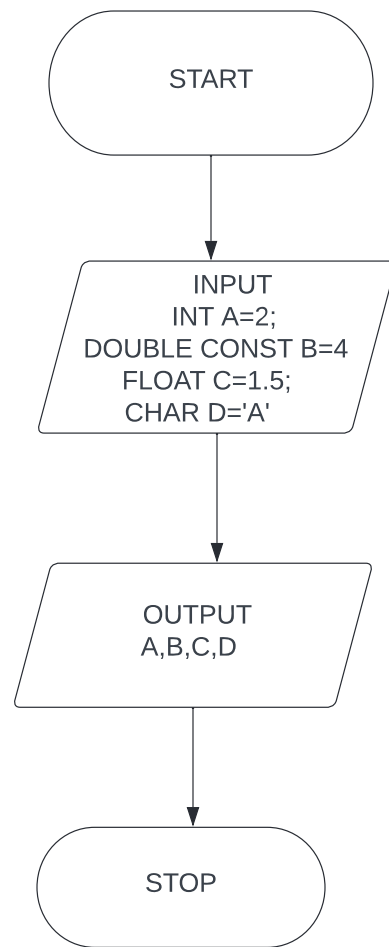 START
INPUT
INT A=2;
DOUBLE CONST B=4
FLOAT C=1.5;
CHAR D='A'
OUTPUT
A,B,C,D
STOP